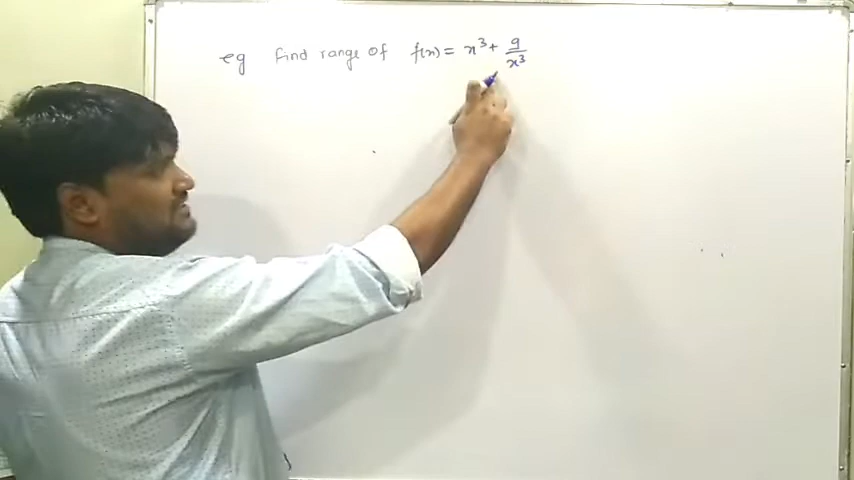 eg find range of f(x) = x³ + 9/x³